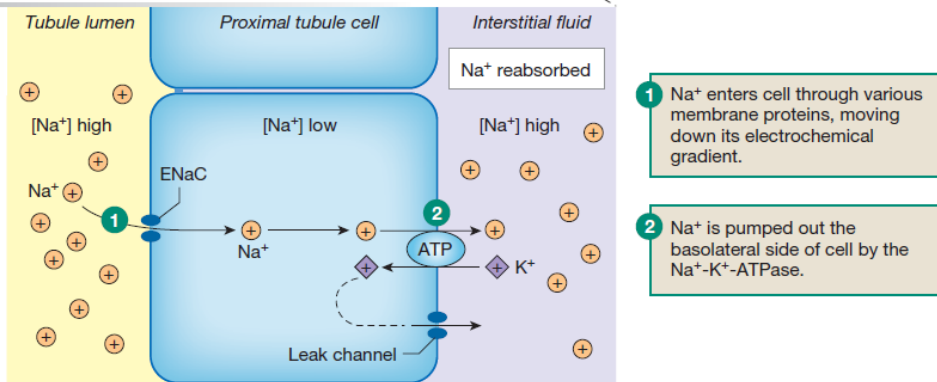 Tubule lumen
Proximal tubule cell
Interstitial fluid
Na⁺ reabsorbed
[Na⁺] high
[Na⁺] low
[Na⁺] high
ENaC
Na⁺
1
Na⁺
2
ATP
K⁺
Leak channel
1 Na⁺ enters cell through various
membrane proteins, moving
down its electrochemical
gradient.
2 Na⁺ is pumped out the
basolateral side of cell by the
Na⁺-K⁺-ATPase.